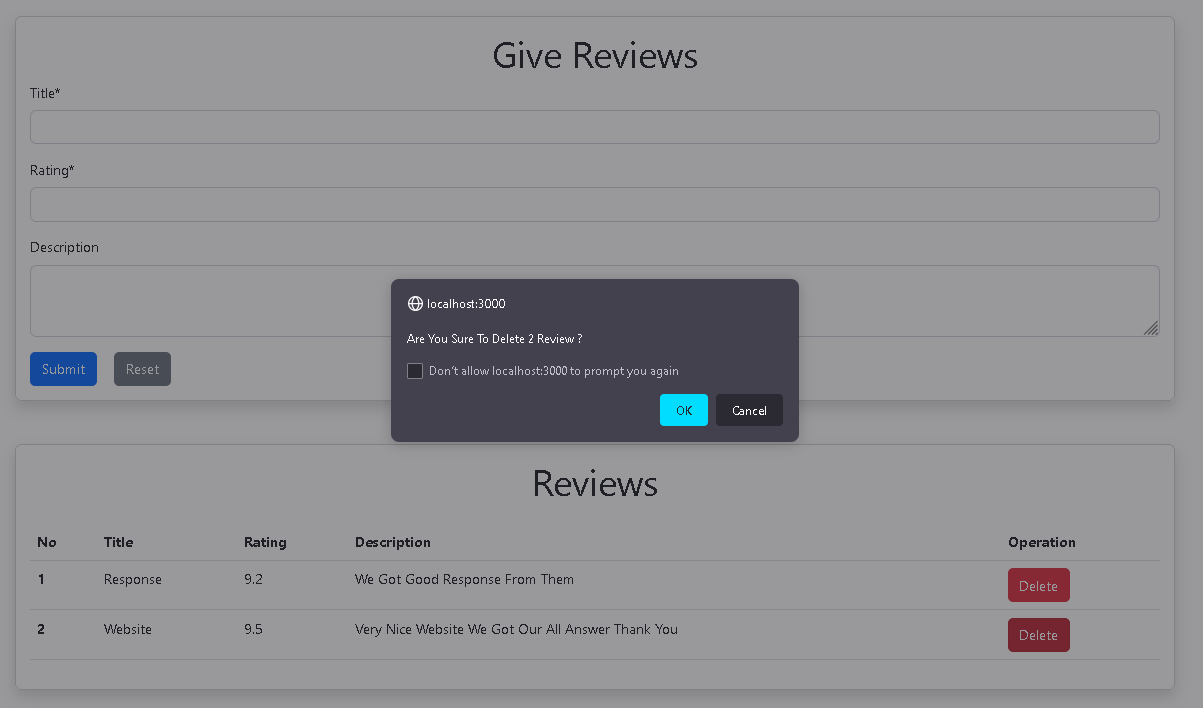 Give Reviews
Title*
Rating*
Description
Submit Reset
localhost:3000
Are You Sure To Delete 2 Review ?
Don't allow localhost:3000 to prompt you again
OK Cancel
Reviews
No Title Rating Description Operation
1 Response 9.2 We Got Good Response From Them Delete
2 Website 9.5 Very Nice Website We Got Our All Answer Thank You Delete